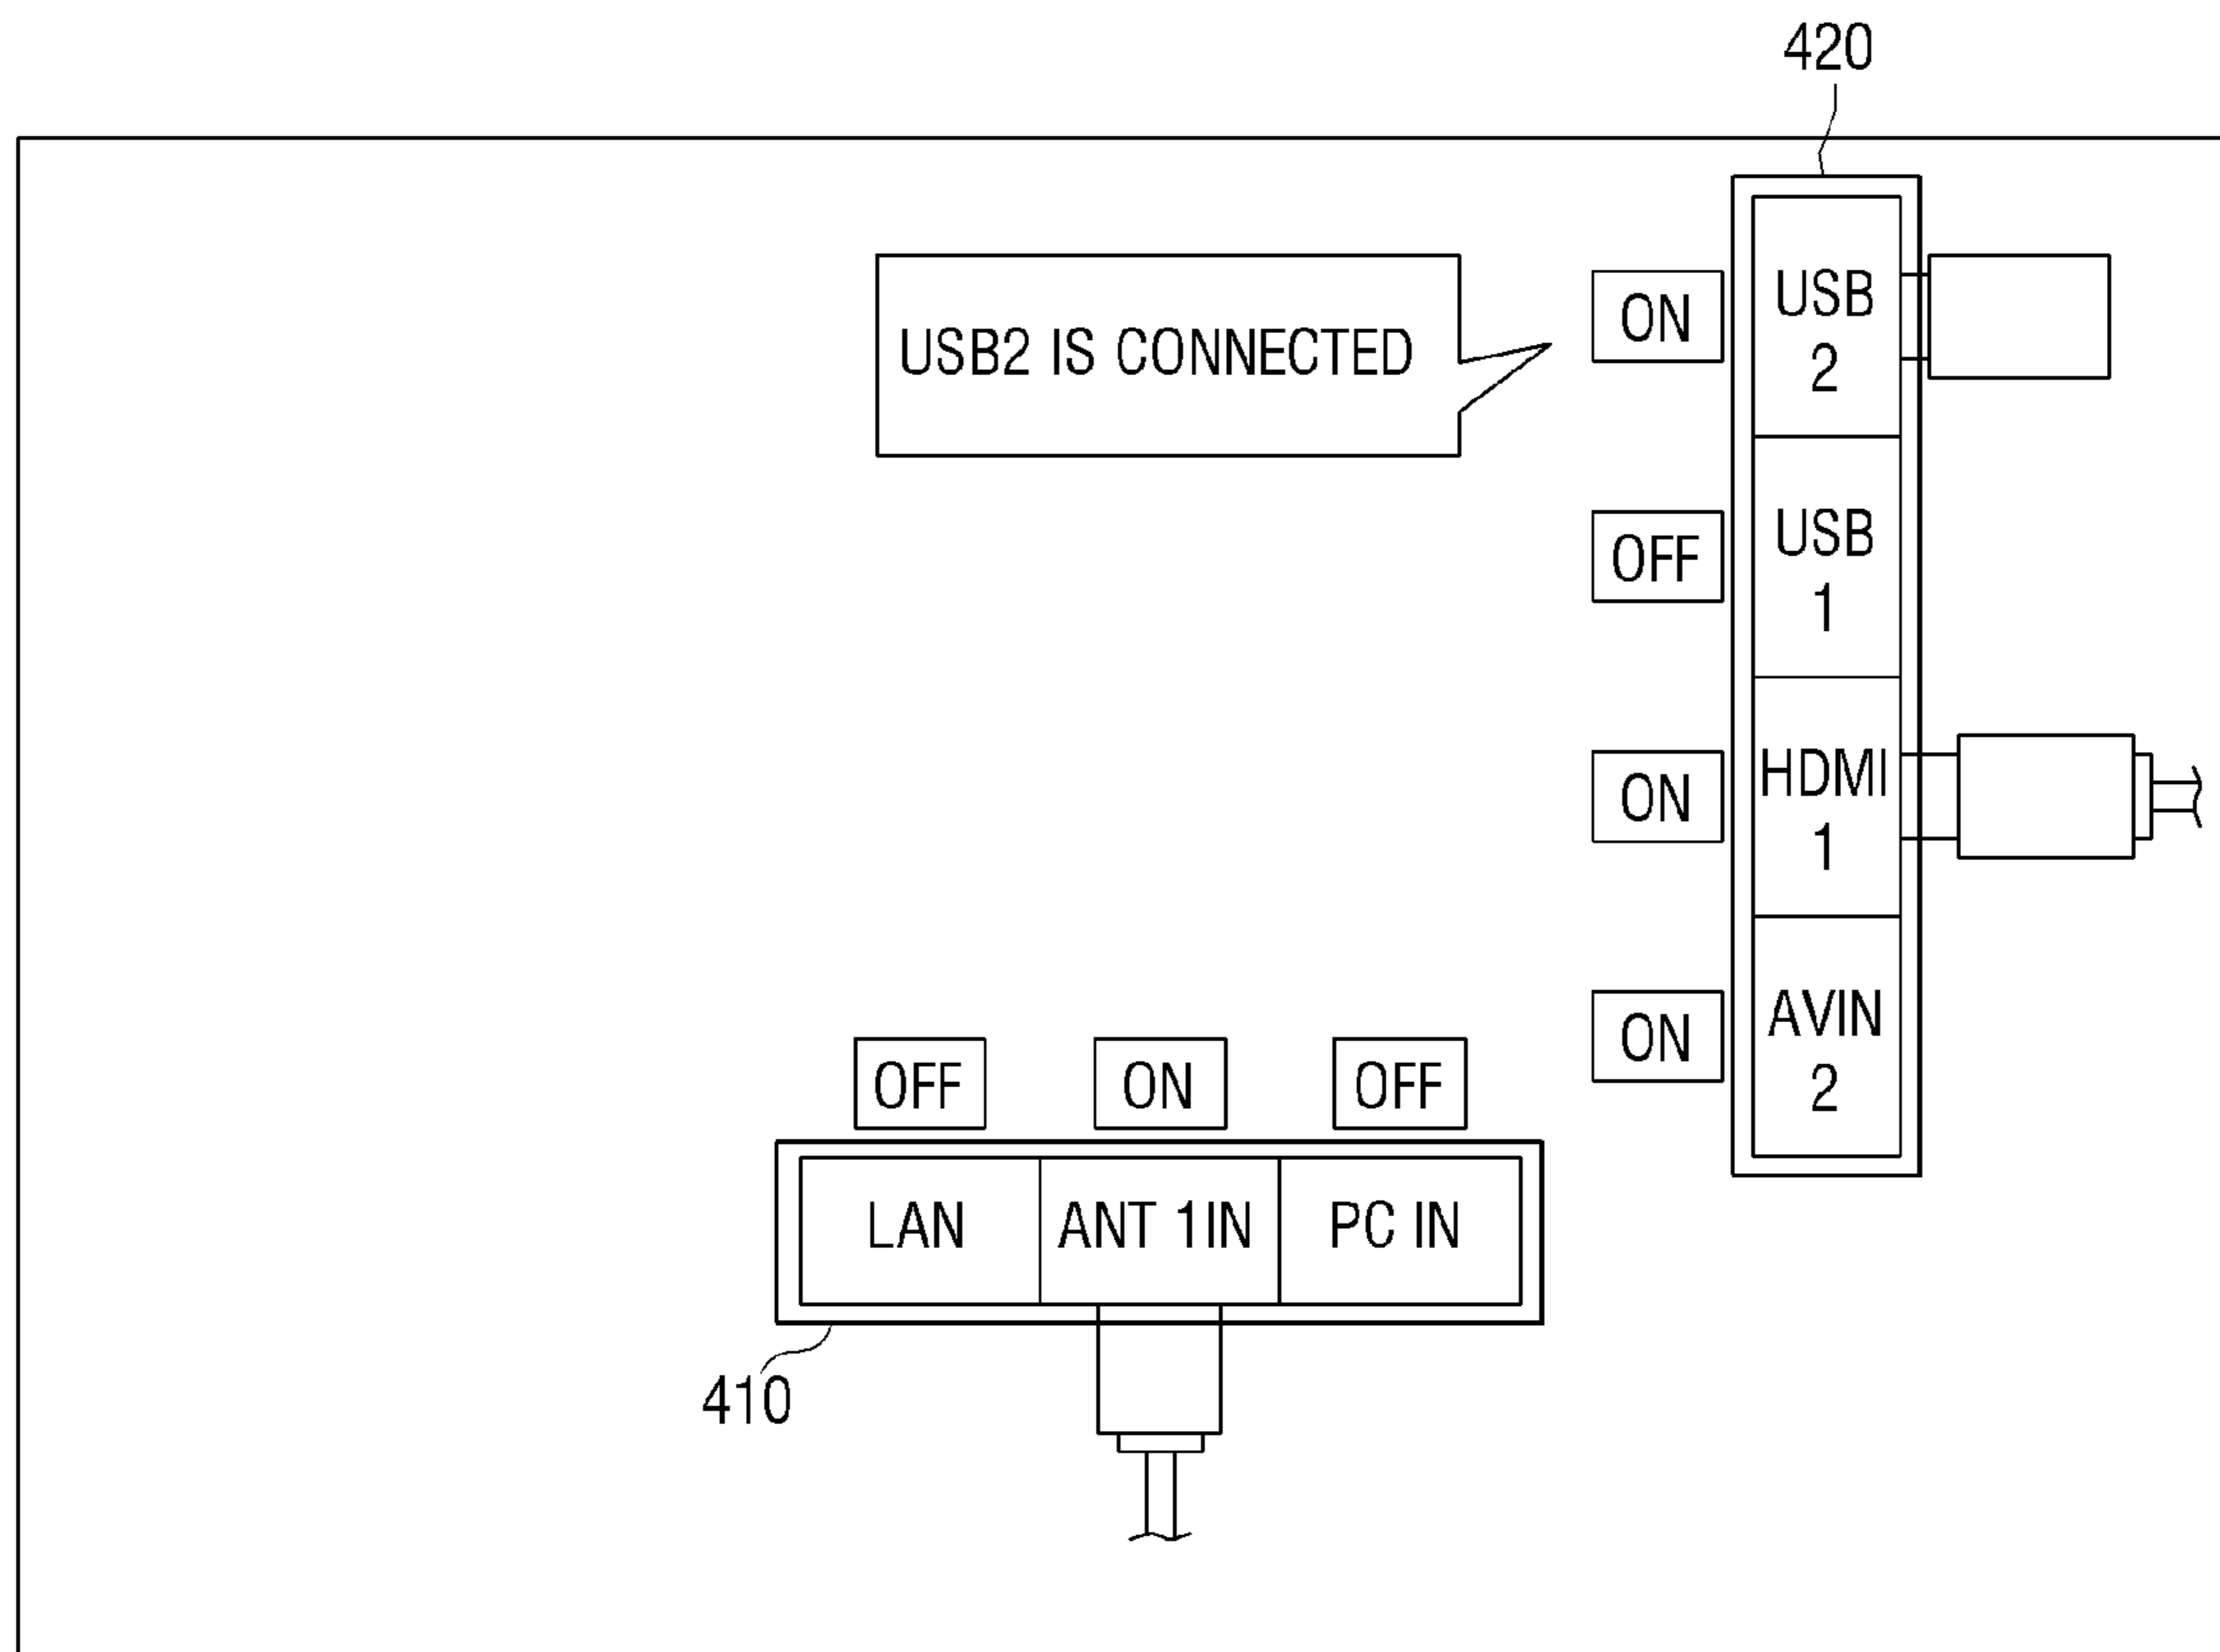 420
USB2 IS CONNECTED
ON
USB
2
OFF
USB
1
ON
HDMI
1
ON
AVIN
2
OFF
ON
OFF
LAN
ANT 1IN
PC IN
410